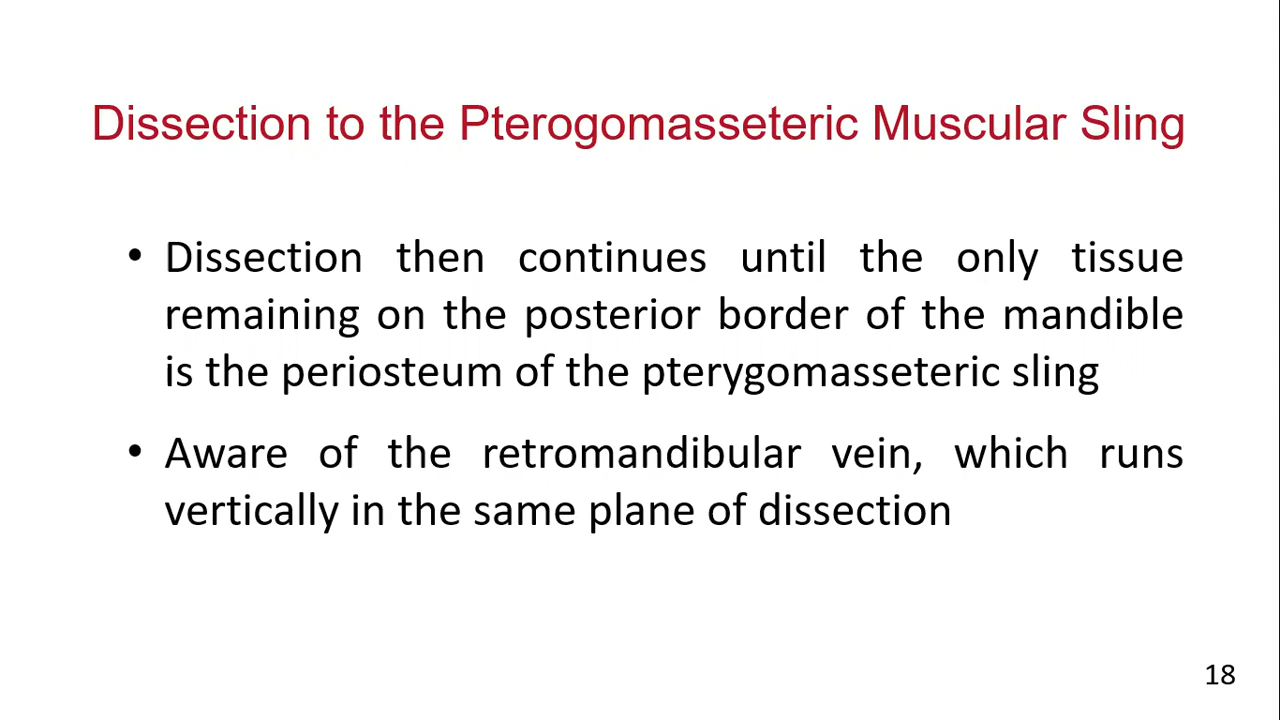 Dissection to the Pterogomasseteric Muscular Sling
• Dissection then continues until the only tissue
remaining on the posterior border of the mandible
is the periosteum of the pterygomasseteric sling
• Aware of the retromandibular vein, which runs
vertically in the same plane of dissection
18